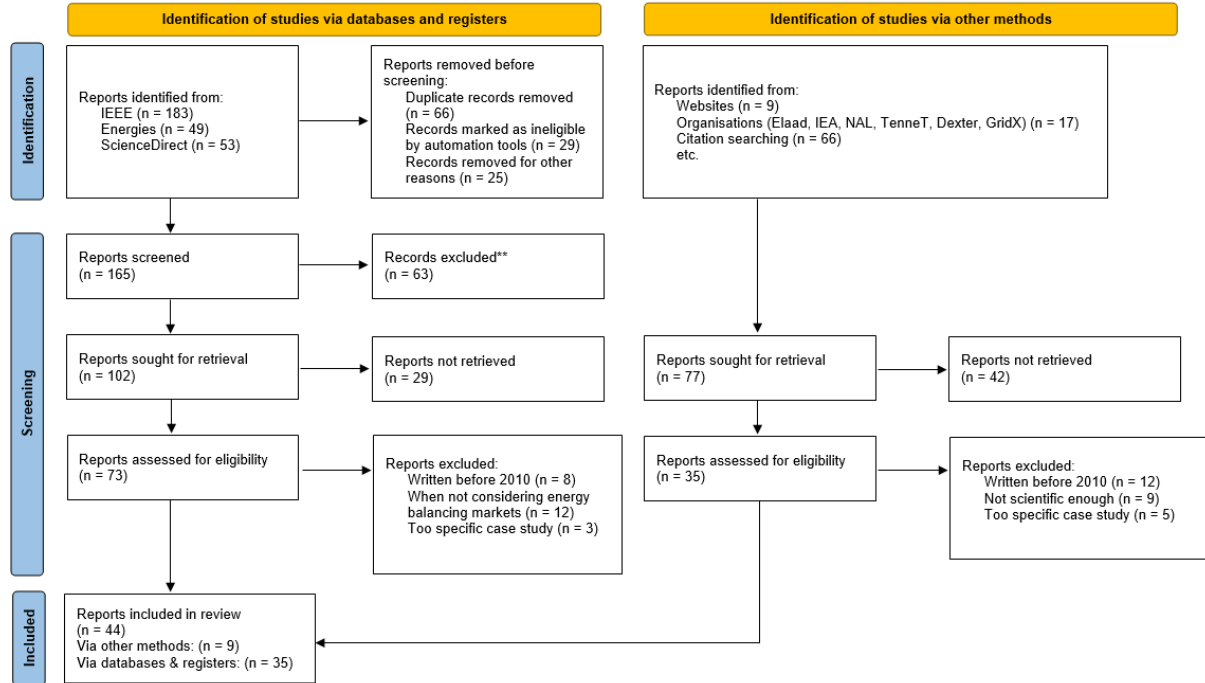 Identification of studies via databases and registers
Identification of studies via other methods
Identification
Reports identified from:
IEEE (n = 183)
Energies (n = 49)
ScienceDirect (n = 53)
Reports removed before
screening:
Duplicate records removed
(n = 66)
Records marked as ineligible
by automation tools (n = 29)
Records removed for other
reasons (n = 25)
Reports identified from:
Websites (n = 9)
Organisations (Elaad, IEA, NAL, TenneT, Dexter, GridX) (n = 17)
Citation searching (n = 66)
etc.
Screening
Reports screened
(n = 165)
Records excluded**
(n = 63)
Reports sought for retrieval
(n = 102)
Reports not retrieved
(n = 29)
Reports sought for retrieval
(n = 77)
Reports not retrieved
(n = 42)
Reports assessed for eligibility
(n = 73)
Reports excluded:
Written before 2010 (n = 8)
When not considering energy
balancing markets (n = 12)
Too specific case study (n = 3)
Reports assessed for eligibility
(n = 35)
Reports excluded:
Written before 2010 (n = 12)
Not scientific enough (n = 9)
Too specific case study (n = 5)
Included
Reports included in review
(n = 44)
Via other methods: (n = 9)
Via databases & registers: (n = 35)